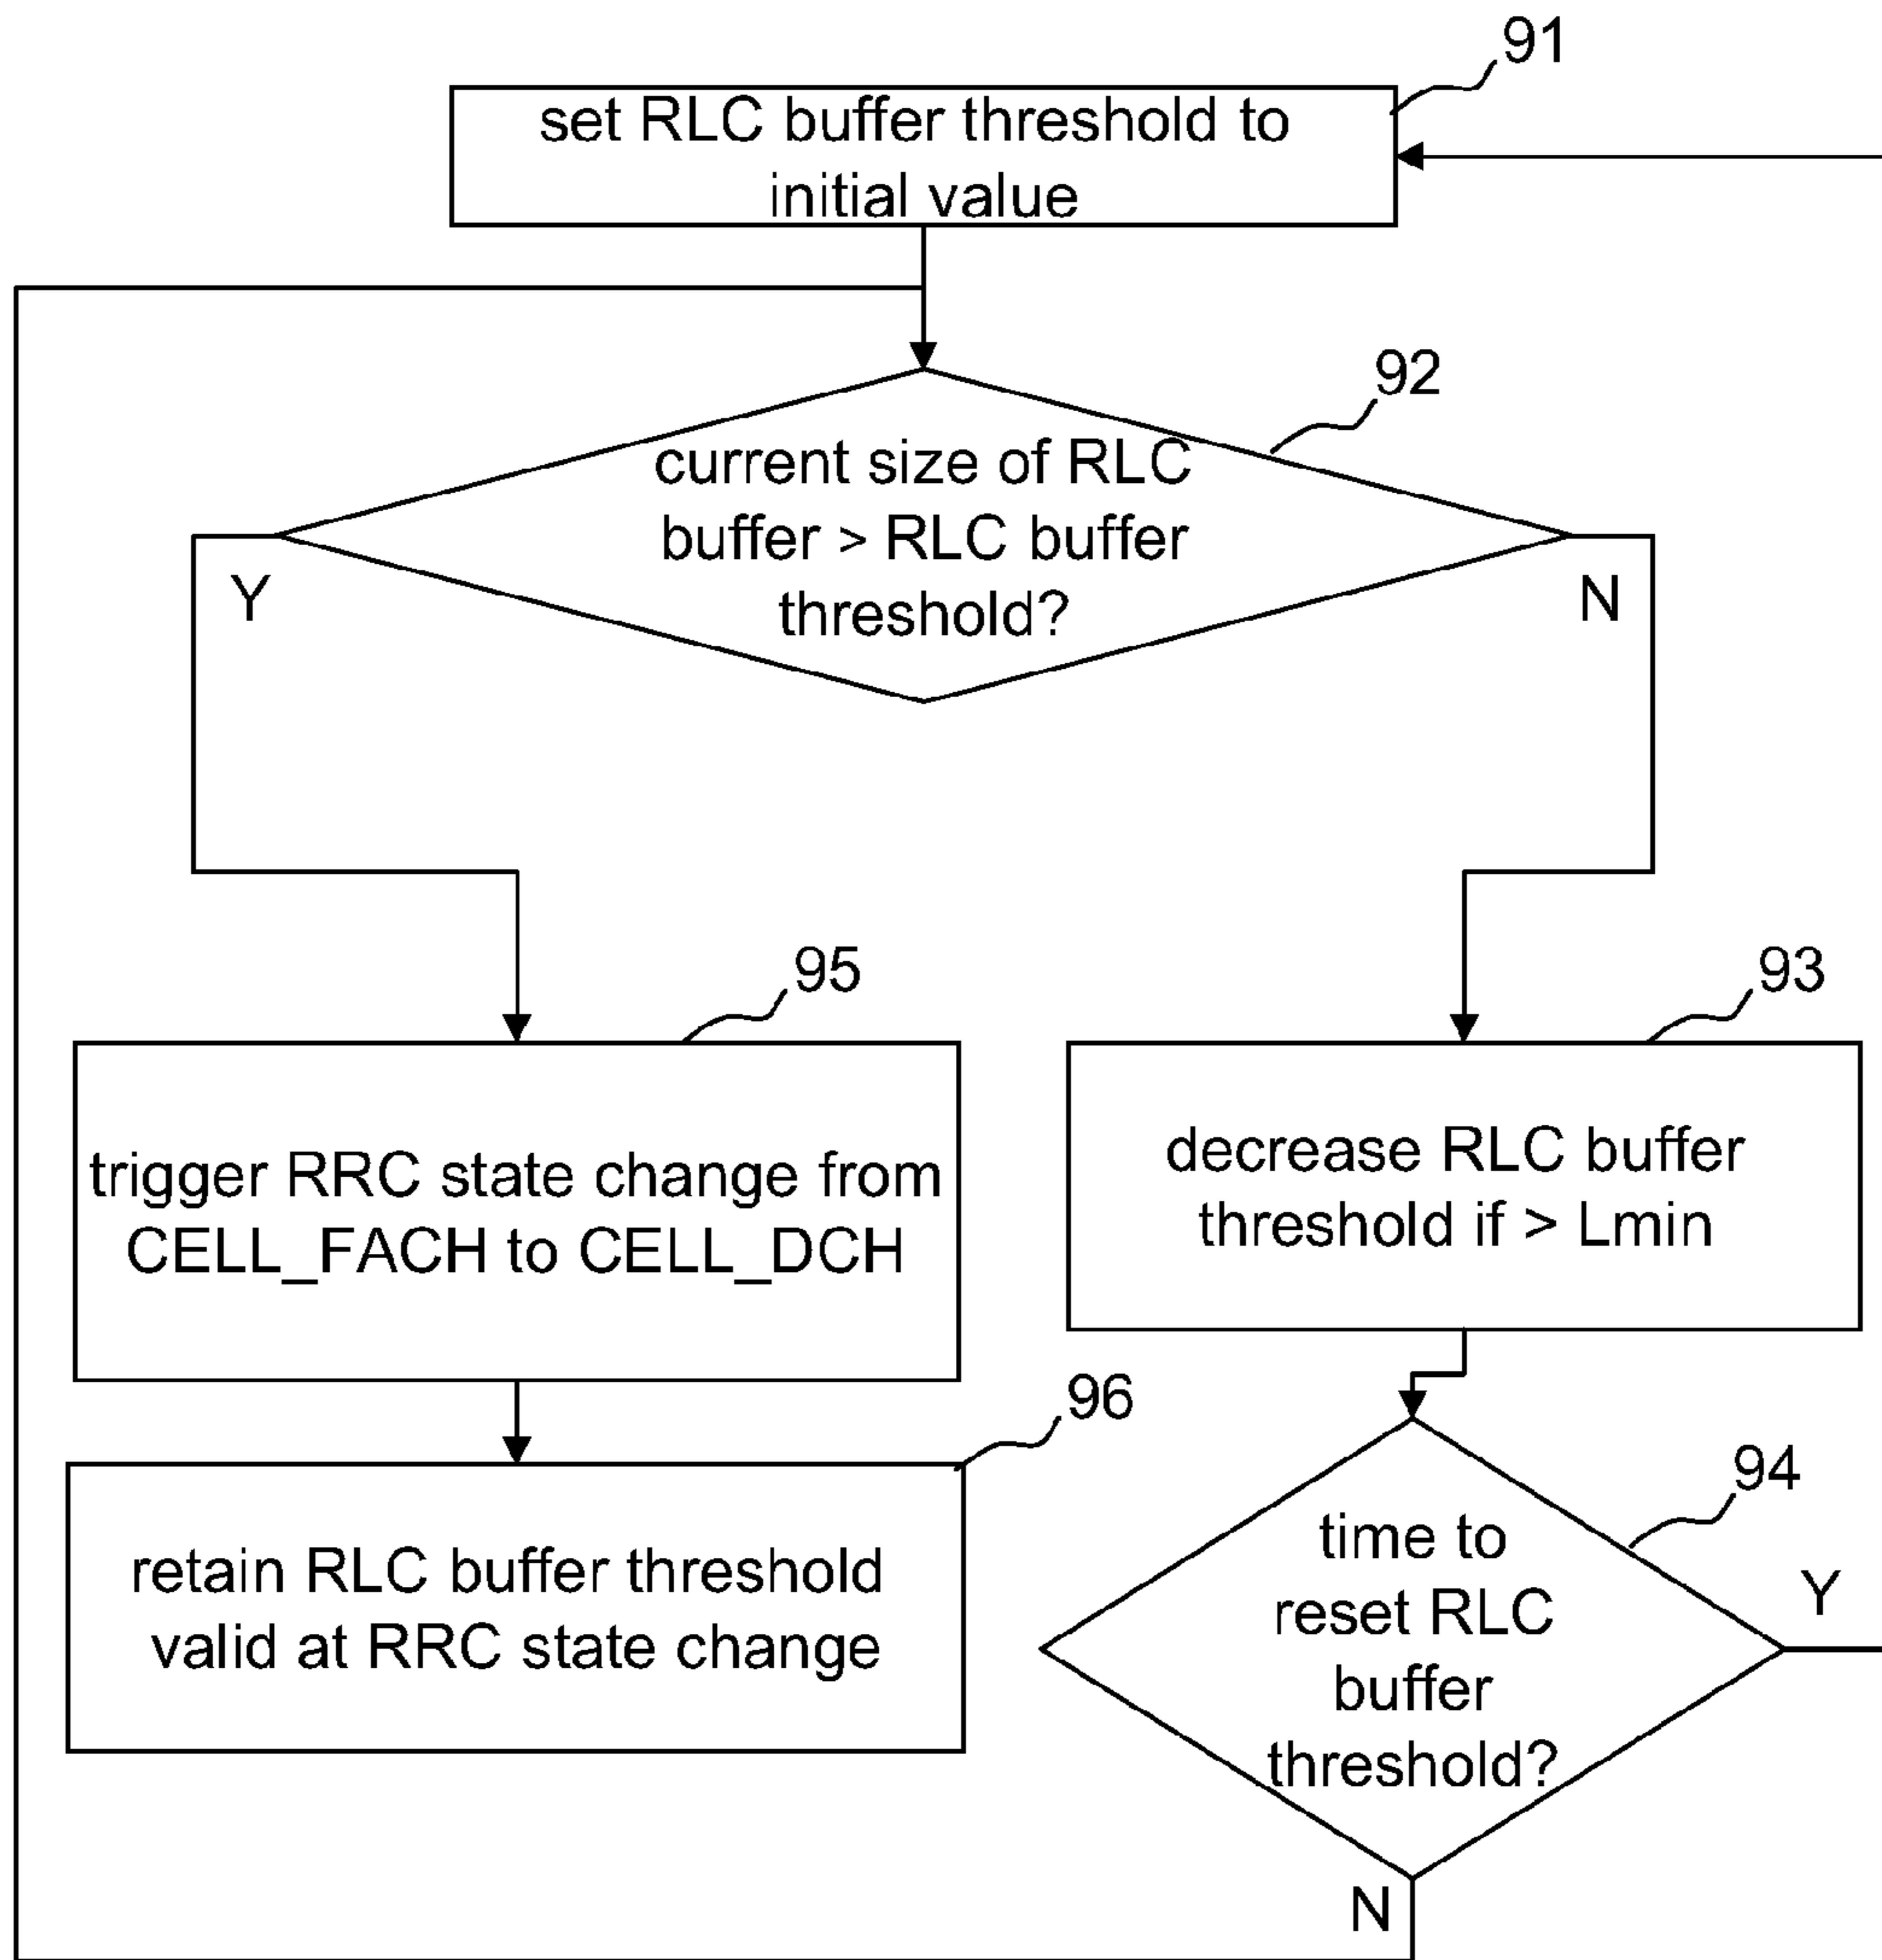 91
set RLC buffer threshold to
initial value
92
current size of RLC
buffer > RLC buffer
threshold?
Y
N
95
93
trigger RRC state change from
CELL_FACH to CELL_DCH
decrease RLC buffer
threshold if > Lmin
96
94
retain RLC buffer threshold
valid at RRC state change
time to
reset RLC
buffer
threshold?
Y
N